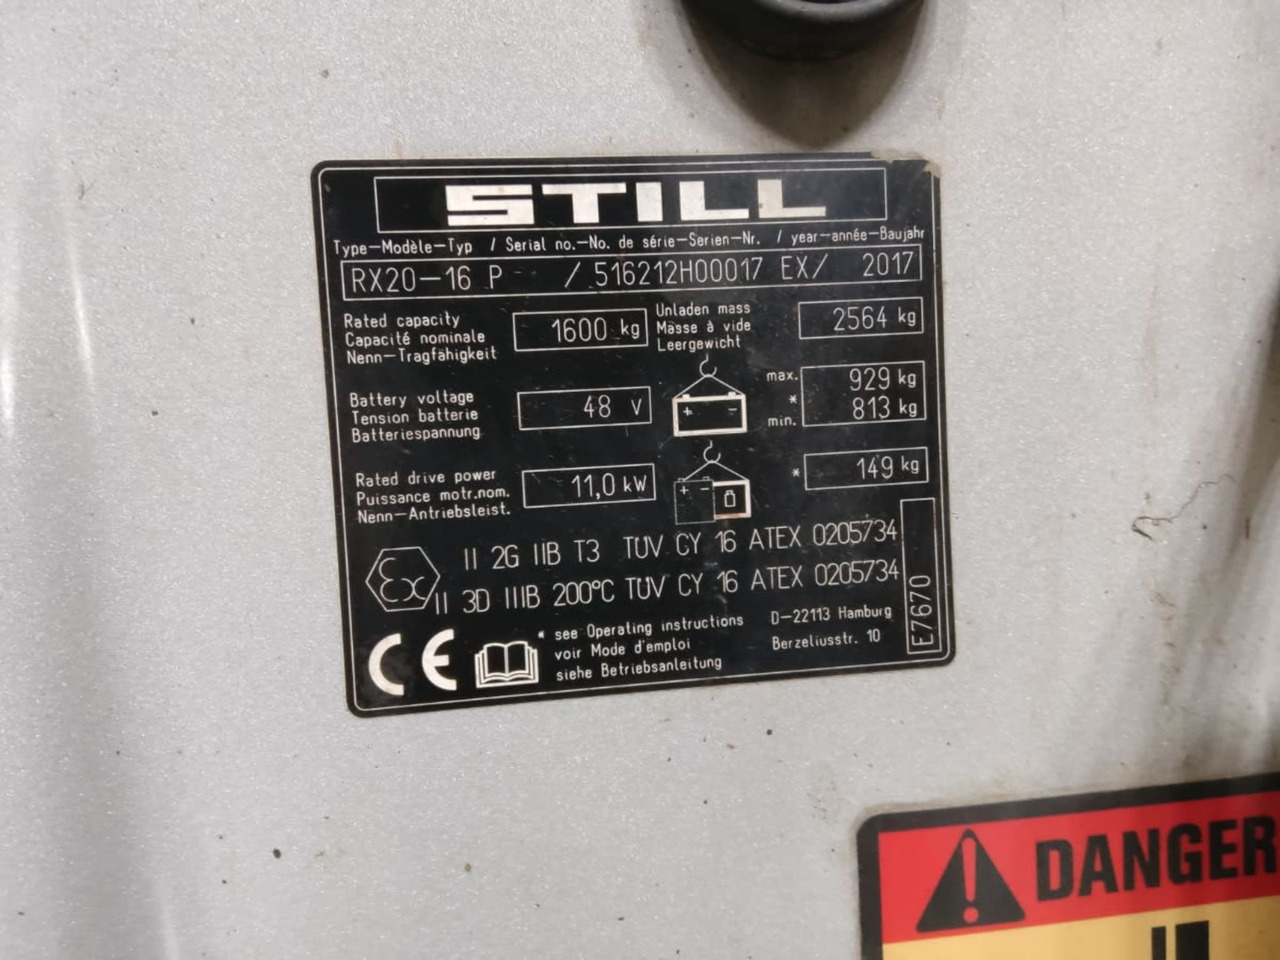 STILL
Type-Modèle-Typ / Serial no.-No. de série-Serien-Nr. / year-année-Baujahr
RX20-16 P / 516212H00017 EX/ 2017
Rated capacity
Capacité nominale
Nenn-Tragfähigkeit
1600 kg
Unladen mass
Masse à vide
Leergewicht
2564 kg
Battery voltage
Tension batterie
Batteriespannung
48 V
+ -
max.
*
min.
929 kg
813 kg
Rated drive power
Puissance motr.nom.
Nenn-Antriebsleist.
11,0 kW
+ -
* 149 kg
Ex
II 2G IIB T3 TUV CY 16 ATEX 0205734
II 3D IIIB 200°C TUV CY 16 ATEX 0205734
CE
* see Operating instructions
voir Mode d'emploi
siehe Betriebsanleitung
D-22113 Hamburg
Berzeliusstr. 10
E7670
DANGER